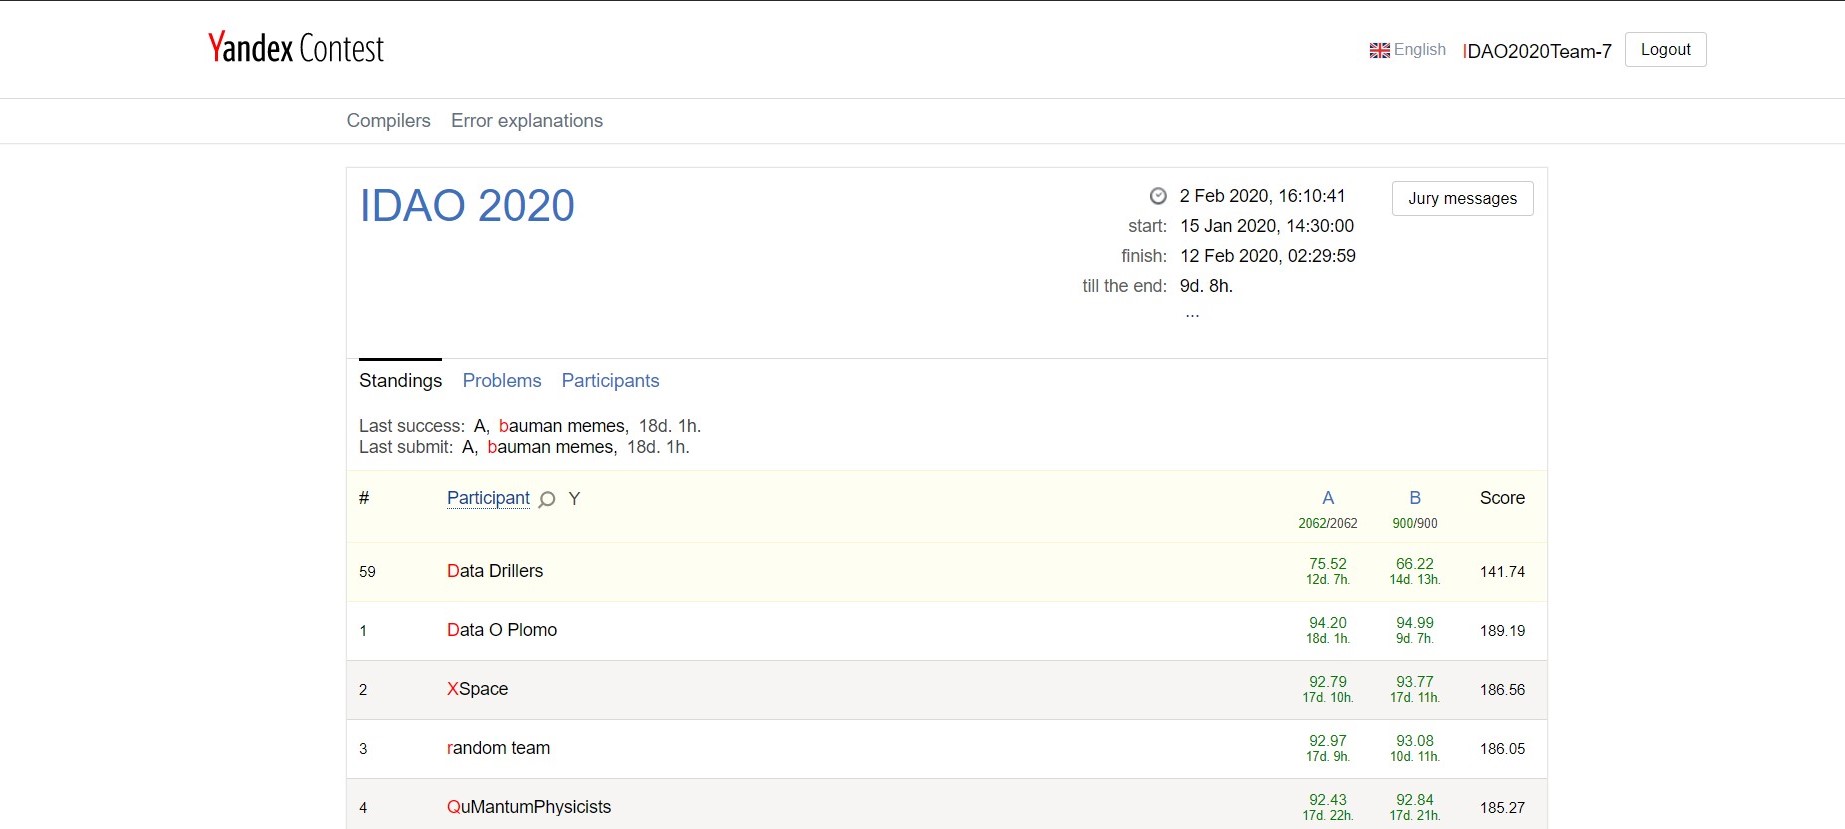 Yandex Contest
English IDAO2020Team-7 Logout
Compilers Error explanations
IDAO 2020
2 Feb 2020, 16:10:41
Jury messages
start: 15 Jan 2020, 14:30:00
finish: 12 Feb 2020, 02:29:59
till the end: 9d. 8h.
...
Standings Problems Participants
Last success: A, bauman memes, 18d. 1h.
Last submit: A, bauman memes, 18d. 1h.
# Participant Y A B Score
2062/2062 900/900
59 Data Drillers 75.52 66.22 141.74
12d. 7h. 14d. 13h.
1 Data O Plomo 94.20 94.99 189.19
18d. 1h. 9d. 7h.
2 XSpace 92.79 93.77 186.56
17d. 10h. 17d. 11h.
3 random team 92.97 93.08 186.05
17d. 9h. 10d. 11h.
4 QuMantumPhysicists 92.43 92.84 185.27
17d. 22h. 17d. 21h.